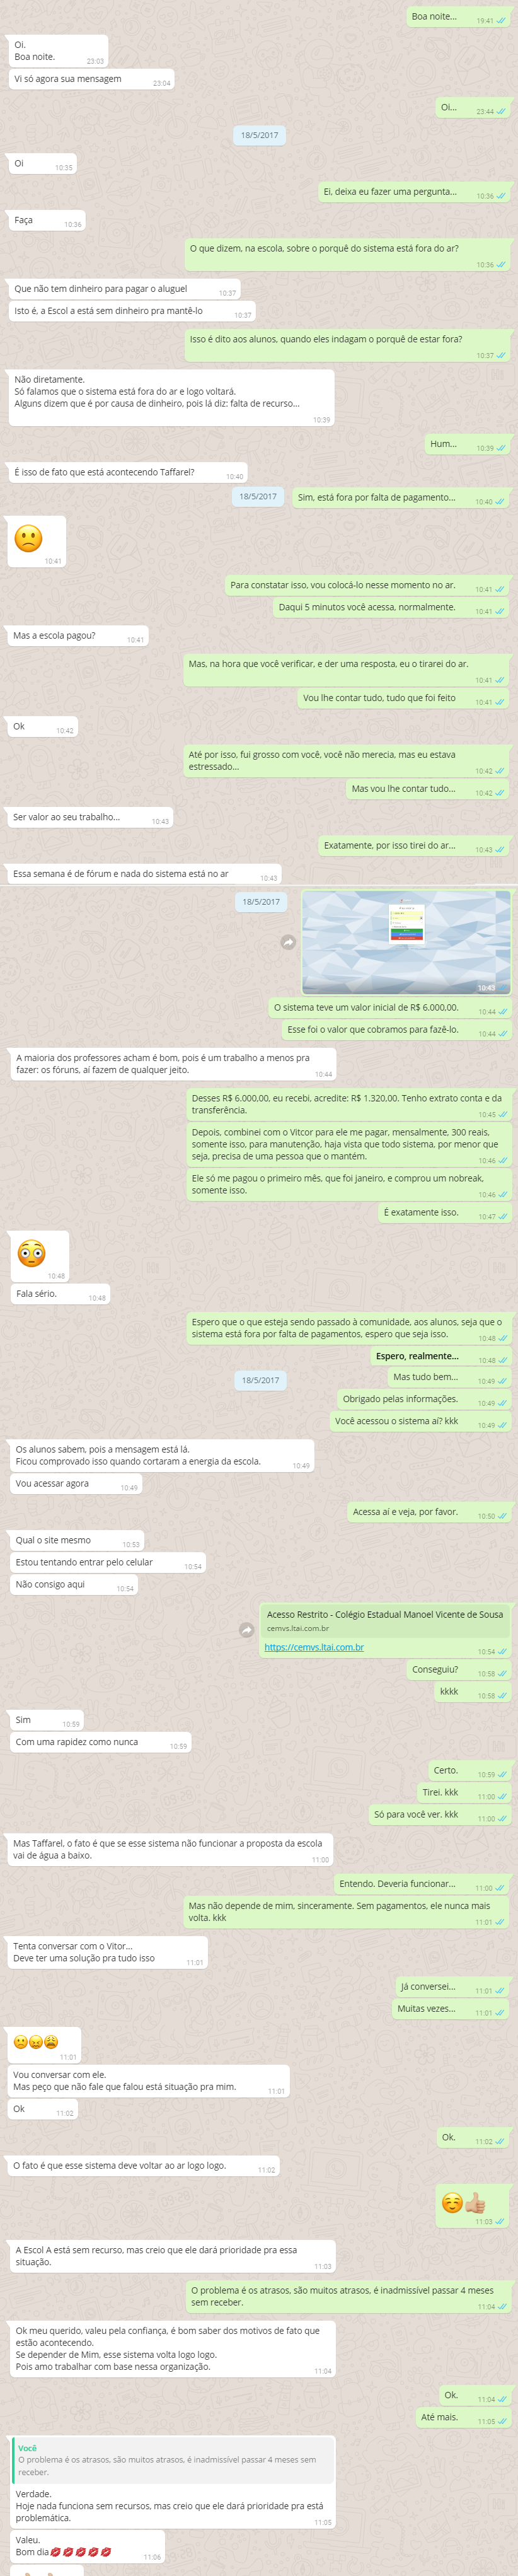 Boa noite... 19:41
Oi.
Boa noite. 23:03
Vi só agora sua mensagem 23:04
Oi... 23:44
18/5/2017
Oi 10:35
Ei, deixa eu fazer uma pergunta... 10:36
Faça 10:36
O que dizem, na escola, sobre o porquê do sistema está fora do ar?
10:36
Que não tem dinheiro para pagar o aluguel 10:37
Isto é, a Escol a está sem dinheiro pra mantê-lo 10:37
Isso é dito aos alunos, quando eles indagam o porquê de estar fora?
10:37
Não diretamente.
Só falamos que o sistema está fora do ar e logo voltará.
Alguns dizem que é por causa de dinheiro, pois lá diz: falta de recurso...
10:39
Hum... 10:39
É isso de fato que está acontecendo Taffarel? 10:40
18/5/2017
Sim, está fora por falta de pagamento... 10:40
10:41
Para constatar isso, vou colocá-lo nesse momento no ar. 10:41
Daqui 5 minutos você acessa, normalmente. 10:41
Mas a escola pagou? 10:41
Mas, na hora que você verificar, e der uma resposta, eu o tirarei do ar.
10:41
Vou lhe contar tudo, tudo que foi feito 10:41
Ok 10:42
Até por isso, fui grosso com você, você não merecia, mas eu estava
estressado... 10:42
Mas vou lhe contar tudo... 10:42
Ser valor ao seu trabalho... 10:43
Exatamente, por isso tirei do ar... 10:43
Essa semana é de fórum e nada do sistema está no ar 10:43
18/5/2017
10:43
O sistema teve um valor inicial de R$ 6.000,00. 10:44
Esse foi o valor que cobramos para fazê-lo. 10:44
A maioria dos professores acham é bom, pois é um trabalho a menos pra
fazer: os fóruns, aí fazem de qualquer jeito. 10:44
Desses R$ 6.000,00, eu recebi, acredite: R$ 1.320,00. Tenho extrato conta e da
transferência. 10:45
Depois, combinei com o Vitcor para ele me pagar, mensalmente, 300 reais,
somente isso, para manutenção, haja vista que todo sistema, por menor que
seja, precisa de uma pessoa que o mantém. 10:46
Ele só me pagou o primeiro mês, que foi janeiro, e comprou um nobreak,
somente isso. 10:46
É exatamente isso. 10:47
10:48
Fala sério. 10:48
Espero que o que esteja sendo passado à comunidade, aos alunos, seja que o
sistema está fora por falta de pagamentos, espero que seja isso. 10:48
Espero, realmente... 10:48
18/5/2017
Mas tudo bem... 10:49
Obrigado pelas informações. 10:49
Você acessou o sistema aí? kkk 10:49
Os alunos sabem, pois a mensagem está lá.
Ficou comprovado isso quando cortaram a energia da escola. 10:49
Vou acessar agora 10:49
Acessa aí e veja, por favor. 10:50
Qual o site mesmo 10:53
Estou tentando entrar pelo celular 10:54
Não consigo aqui 10:54
Acesso Restrito - Colégio Estadual Manoel Vicente de Sousa
cemvs.ltai.com.br
https://cemvs.ltai.com.br 10:54
Conseguiu? 10:58
kkkk 10:58
Sim 10:59
Com uma rapidez como nunca 10:59
Certo. 10:59
Tirei. kkk 11:00
Só para você ver. kkk 11:00
Mas Taffarel, o fato é que se esse sistema não funcionar a proposta da escola
vai de água a baixo. 11:00
Entendo. Deveria funcionar... 11:00
Mas não depende de mim, sinceramente. Sem pagamentos, ele nunca mais
volta. kkk 11:01
Tenta conversar com o Vitor...
Deve ter uma solução pra tudo isso 11:01
Já conversei... 11:01
Muitas vezes... 11:01
11:01
Vou conversar com ele.
Mas peço que não fale que falou está situação pra mim. 11:01
Ok 11:02
Ok. 11:02
O fato é que esse sistema deve voltar ao ar logo logo. 11:02
11:03
A Escol A está sem recurso, mas creio que ele dará prioridade pra essa
situação. 11:03
O problema é os atrasos, são muitos atrasos, é inadmissível passar 4 meses
sem receber. 11:04
Ok meu querido, valeu pela confiança, é bom saber dos motivos de fato que
estão acontecendo.
Se depender de Mim, esse sistema volta logo logo.
Pois amo trabalhar com base nessa organização. 11:04
Ok. 11:04
Até mais. 11:05
Você
O problema é os atrasos, são muitos atrasos, é inadmissível passar 4 meses sem
receber.
Verdade.
Hoje nada funciona sem recursos, mas creio que ele dará prioridade pra está
problemática. 11:05
Valeu.
Bom dia 11:06